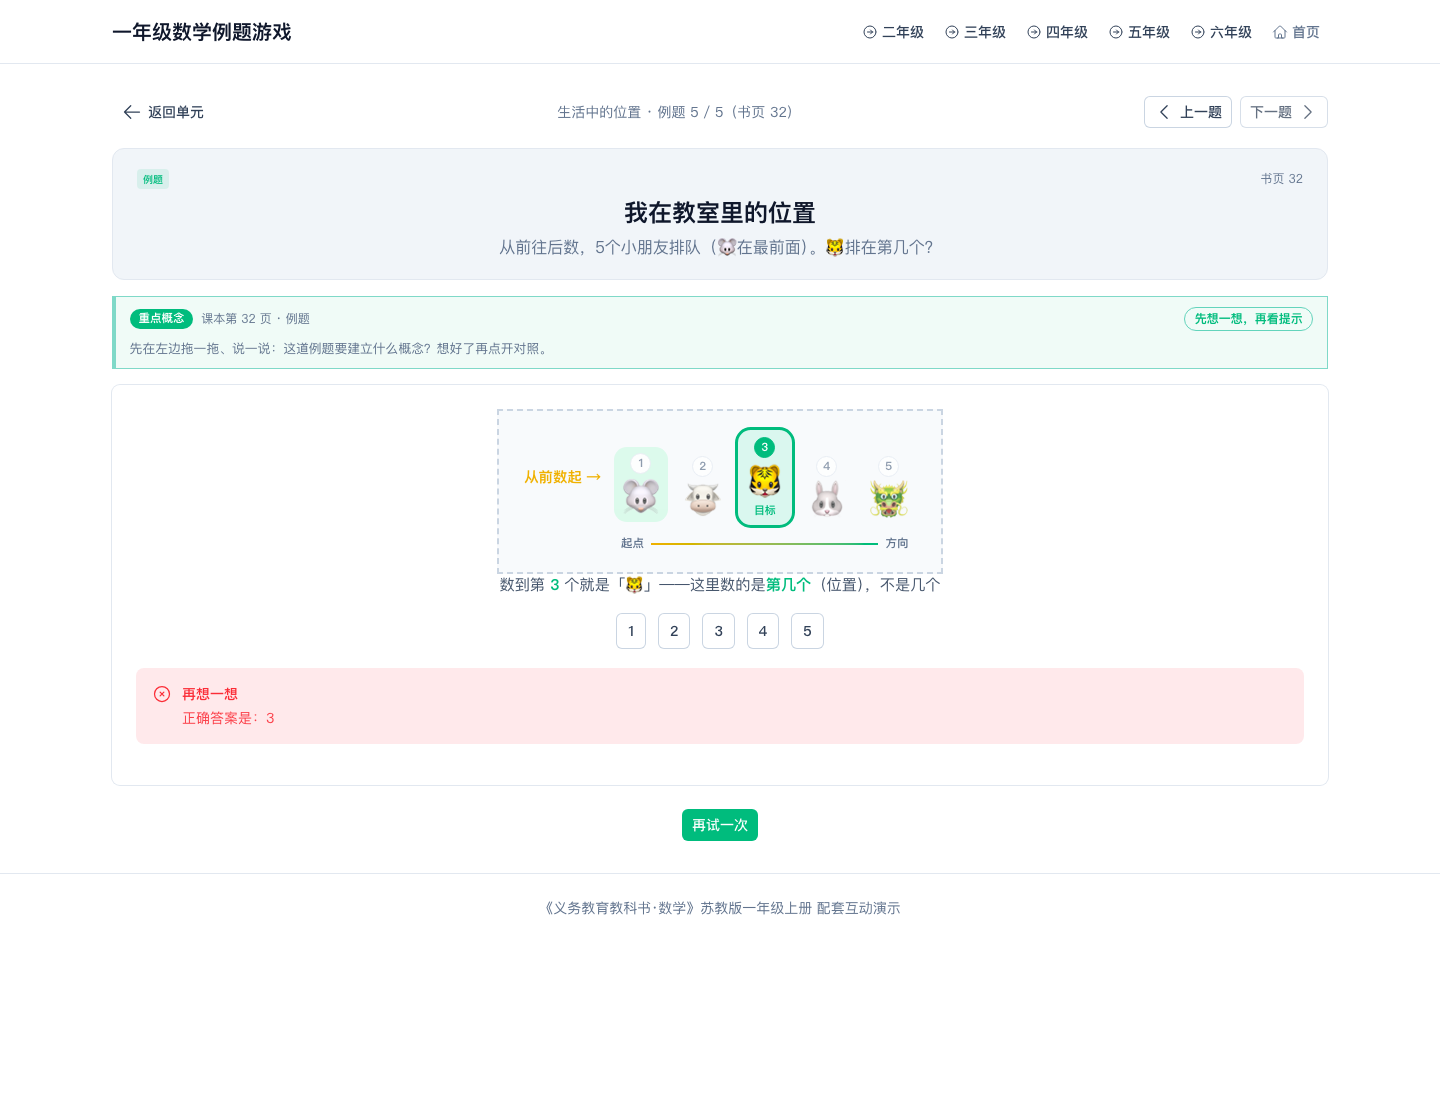 一年级数学例题游戏
二年级 三年级 四年级 五年级 六年级 首页
返回单元
生活中的位置 · 例题 5 / 5（书页 32）
上一题 下一题
例题
书页 32
我在教室里的位置
从前往后数，5个小朋友排队（🐭在最前面）。🐯排在第几个？
重点概念 课本第 32 页 · 例题
先想一想，再看提示
先在左边拖一拖、说一说：这道例题要建立什么概念？想好了再点开对照。
从前数起 →
1 2 3 4 5
目标
起点 方向
数到第 3 个就是「🐯」——这里数的是第几个（位置），不是几个
1 2 3 4 5
再想一想
正确答案是：3
再试一次
《义务教育教科书·数学》苏教版一年级上册 配套互动演示